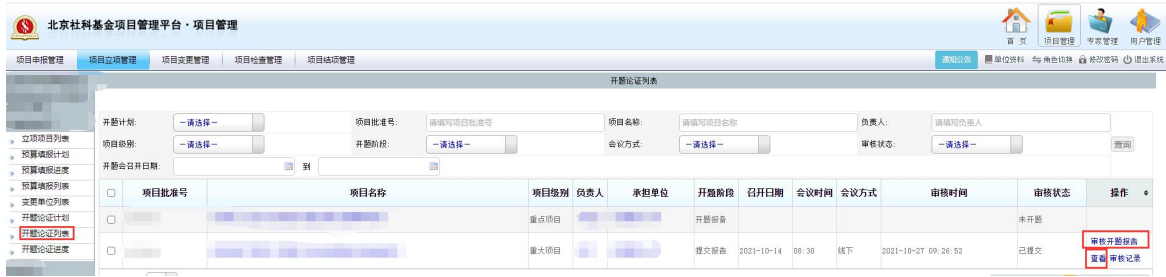 北京社科基金项目管理平台·项目管理
首 页 项目管理 专家管理 用户管理
项目申报管理 项目立项管理 项目变更管理 项目检查管理 项目结项管理 通知公告 单位资料 角色切换 修改密码 退出系统
开题论证列表
开题计划: －请选择－ 项目批准号: 请填写项目批准号 项目名称: 请填写项目名称 负责人: 请填写负责人
项目级别: －请选择－ 开题阶段: －请选择－ 会议方式: －请选择－ 审核状态: －请选择－ 查询
开题会召开日期: 到
立项项目列表
预算填报计划
预算填报进度
预算填报列表
变更单位列表
开题论证计划
开题论证列表
开题论证进度
项目批准号 项目名称 项目级别 负责人 承担单位 开题阶段 召开日期 会议时间 会议方式 审核时间 审核状态 操作
重点项目 开题报备 未开题
重大项目 提交报告 2021-10-14 08:30 线下 2021-10-27 09:26:52 已提交 审核开题报告
查看 审核记录